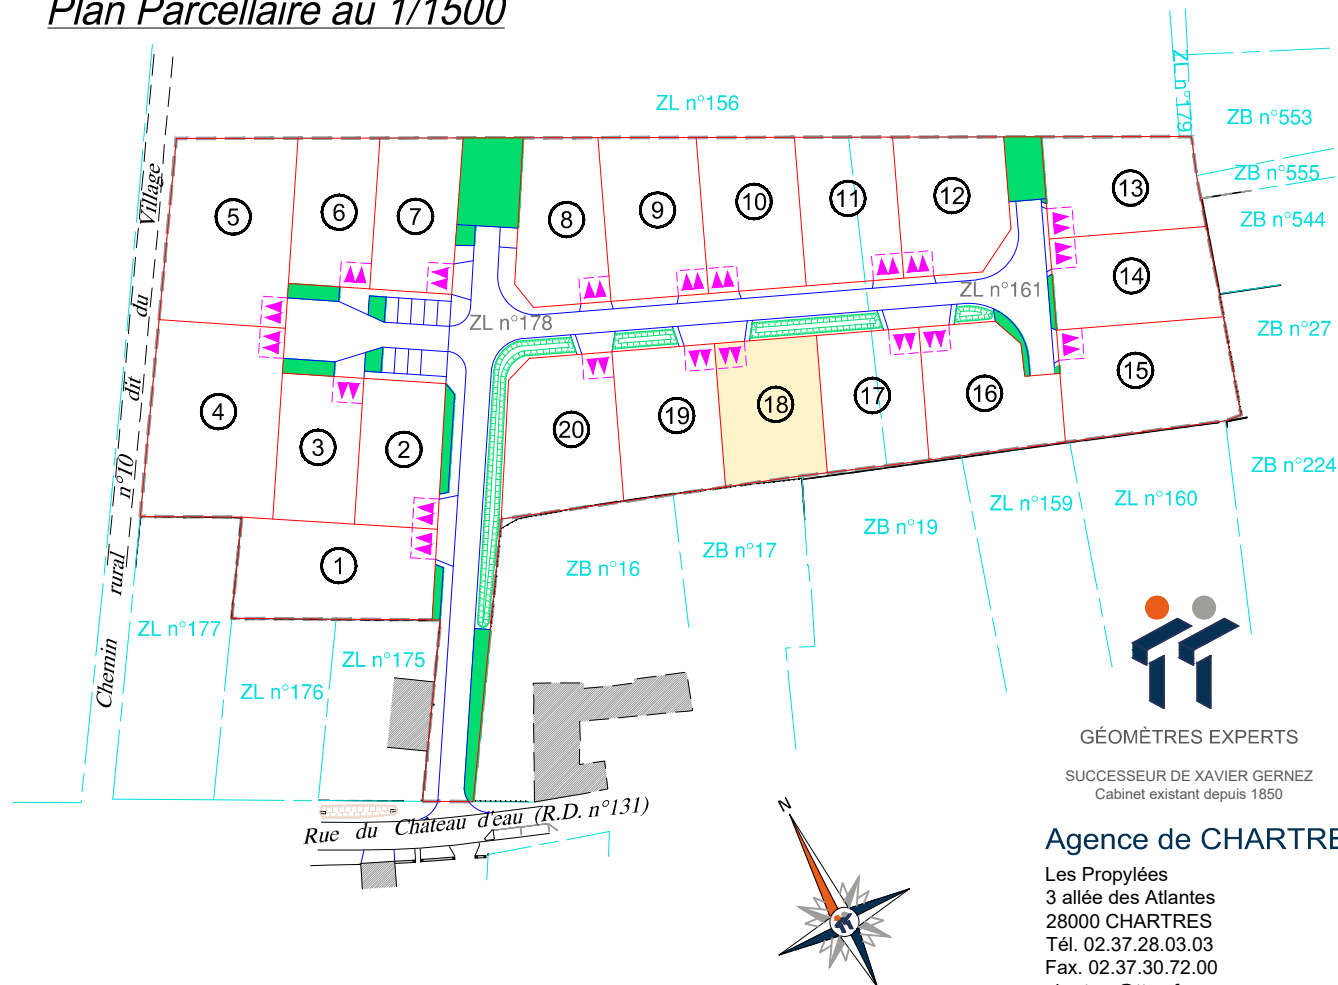 Plan Parcellaire au 1/1500
ZL n°156
ZL n°179
ZB n°553
ZB n°555
ZB n°544
ZB n°27
ZB n°224
5
6
7
8
9
10
11
12
13
14
15
ZL n°178
ZL n°161
4
3
2
1
20
19
18
17
16
ZB n°16
ZB n°17
ZB n°19
ZL n°159
ZL n°160
ZL n°177
ZL n°176
ZL n°175
Chemin rural n°10 dit du Village
Rue du Château d'eau (R.D. n°131)
N
GÉOMÈTRES EXPERTS
SUCCESSEUR DE XAVIER GERNEZ
Cabinet existant depuis 1850
Agence de CHARTRE
Les Propylées
3 allée des Atlantes
28000 CHARTRES
Tél. 02.37.28.03.03
Fax. 02.37.30.72.00